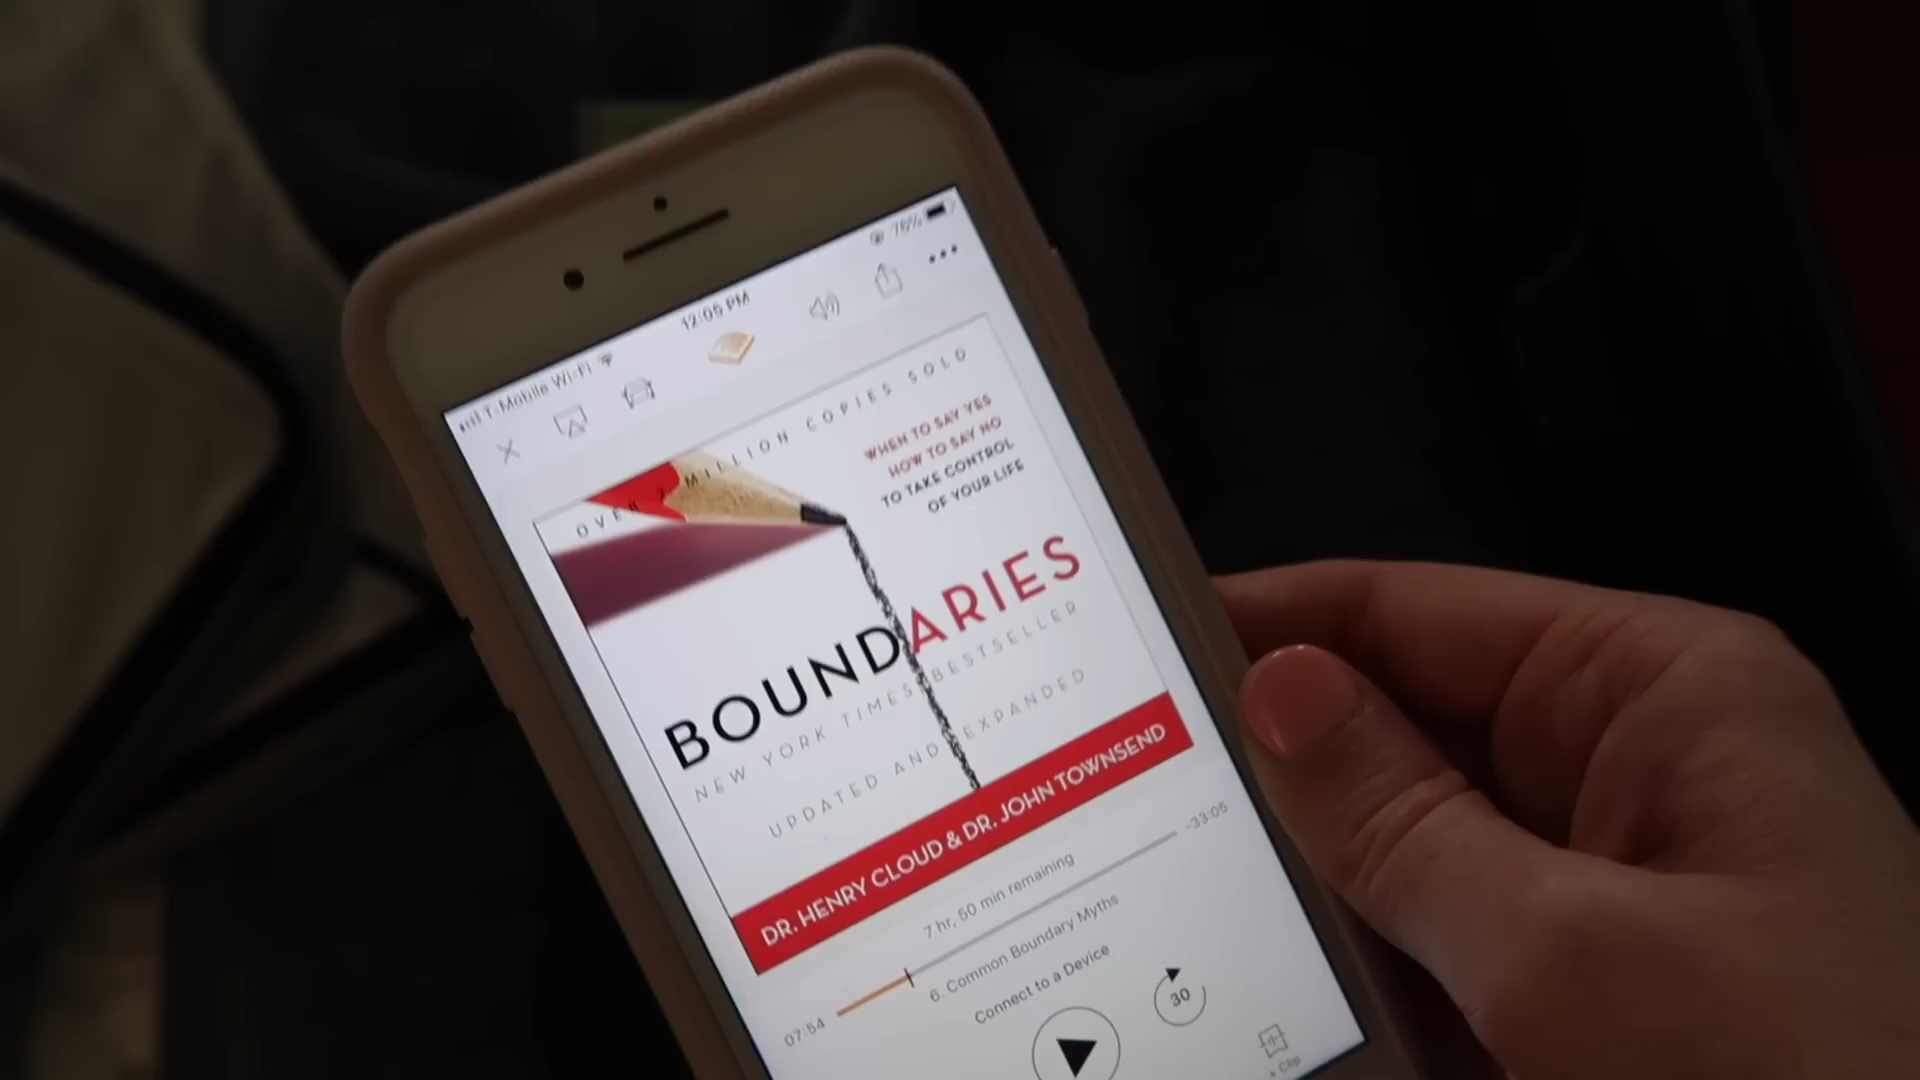 T-Mobile Wi-Fi
12:05 PM
76%
OVER 2 MILLION COPIES SOLD
WHEN TO SAY YES
HOW TO SAY NO
TO TAKE CONTROL
OF YOUR LIFE
BOUNDARIES
NEW YORK TIMES BESTSELLER
UPDATED AND EXPANDED
DR. HENRY CLOUD & DR. JOHN TOWNSEND
07:54
7 hr, 50 min remaining
-33:05
6. Common Boundary Myths
Connect to a Device
30
+ Clip